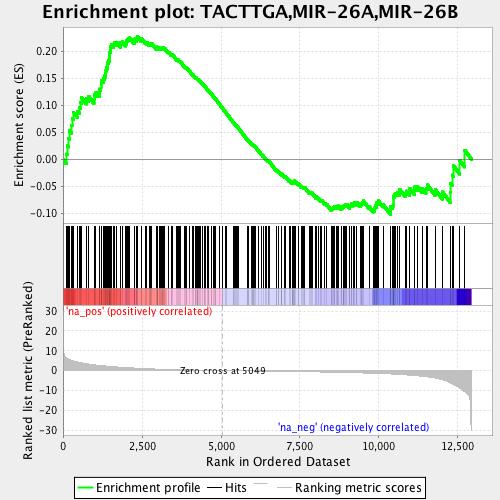 Enrichment plot: TACTTGA,MIR-26A,MIR-26B
Enrichment score (ES)
0.20
0.15
0.10
0.05
0.00
-0.05
-0.10
'na_pos' (positively correlated)
Ranked list metric (PreRanked)
30
20
10
0
-10
-20
-30
Zero cross at 5049
'na_neg' (negatively correlated)
0
2,500
5,000
7,500
10,000
12,500
Rank in Ordered Dataset
Enrichment profile
Hits
Ranking metric scores